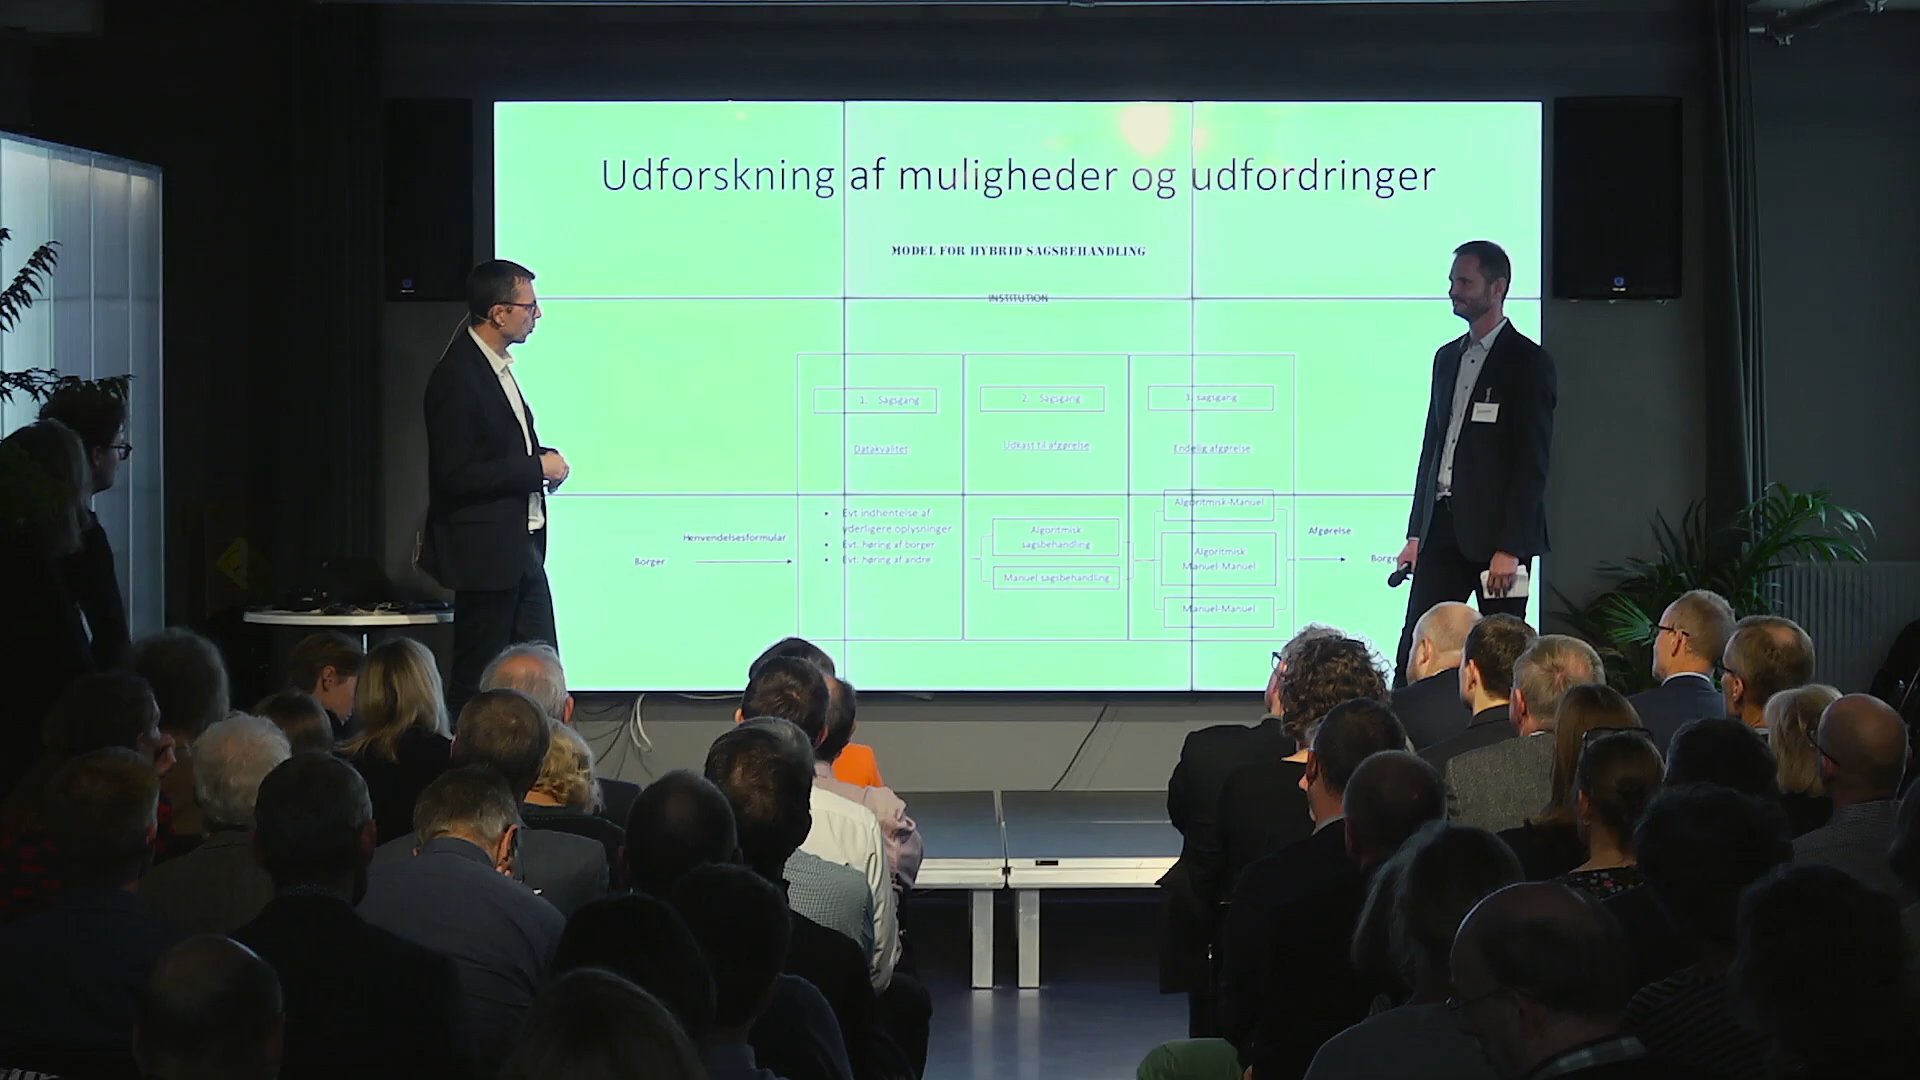 Udforskning af muligheder og udfordringer
MODEL FOR HYBRID SAGSBEHANDLING
INSTITUTION
1. Sagsgang
2. Sagsgang
3. sagsgang
Datakvalitet
Udkast til afgørelse
Endelig afgørelse
Borger
Henvendelsesformular
• Evt indhentelse af
yderligere oplysninger
• Evt. høring af borger
• Evt. høring af andre
Algoritmisk
sagsbehandling
Manuel sagsbehandling
Algoritmisk-Manuel
Algoritmisk
Manuel-Manuel
Manuel-Manuel
Afgørelse
Borge